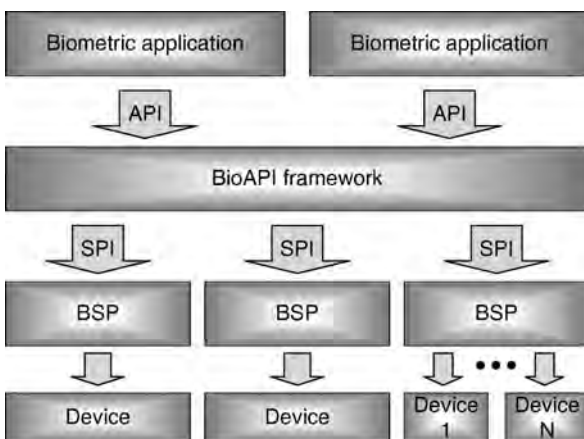 Biometric application
Biometric application
API
API
BioAPI framework
SPI
SPI
SPI
BSP
BSP
BSP
•••
Device
Device
Device
1
Device
N